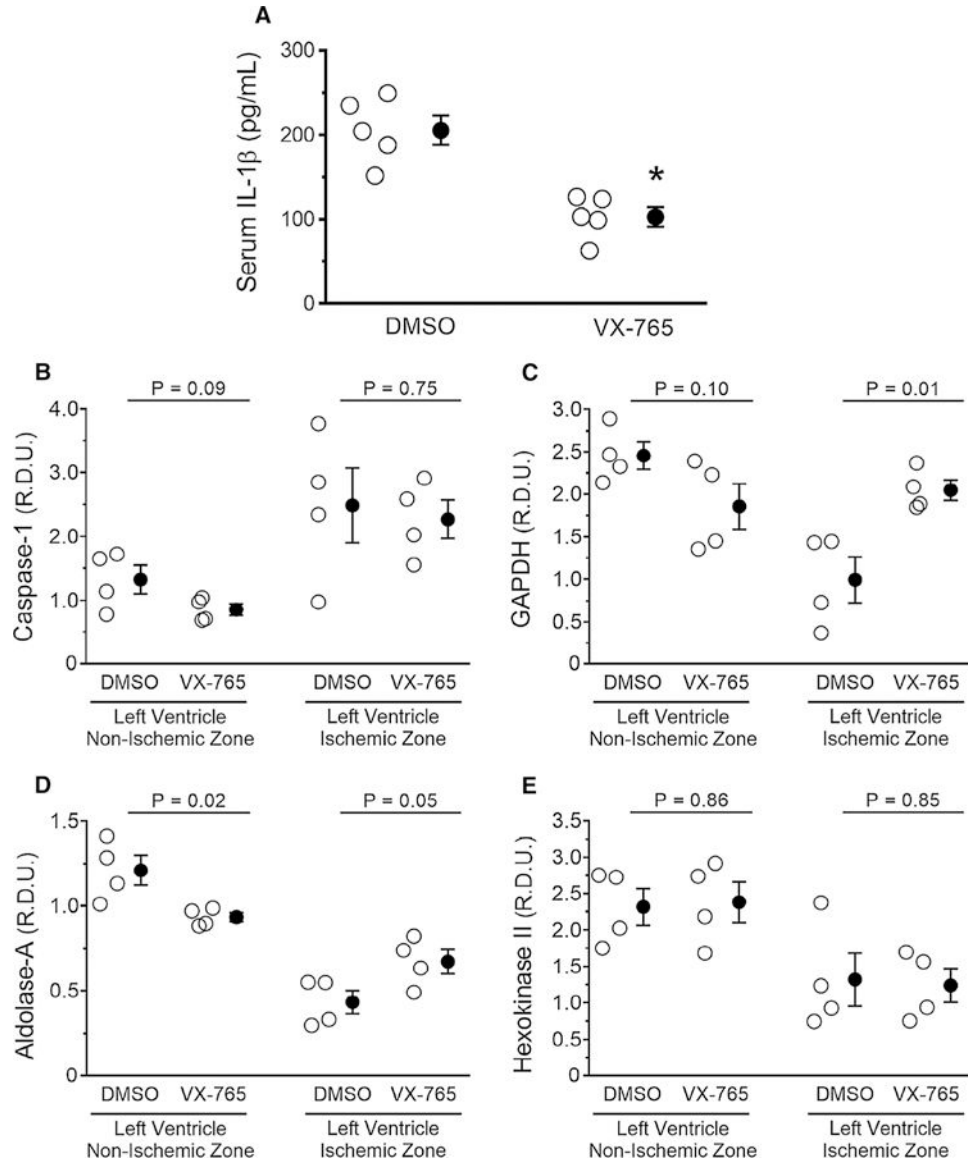 A
Serum IL-1β (pg/mL)
300
200
100
0
*
DMSO VX-765
B
P = 0.09 P = 0.75
Caspase-1 (R.D.U.)
4.0
3.0
2.0
1.0
0
DMSO VX-765 DMSO VX-765
Left Ventricle Left Ventricle
Non-Ischemic Zone Ischemic Zone
C
P = 0.10 P = 0.01
GAPDH (R.D.U.)
3.0
2.5
2.0
1.5
1.0
0.5
0
DMSO VX-765 DMSO VX-765
Left Ventricle Left Ventricle
Non-Ischemic Zone Ischemic Zone
D
P = 0.02 P = 0.05
Aldolase-A (R.D.U.)
1.5
1.0
0.5
0
DMSO VX-765 DMSO VX-765
Left Ventricle Left Ventricle
Non-Ischemic Zone Ischemic Zone
E
P = 0.86 P = 0.85
Hexokinase II (R.D.U.)
3.5
3.0
2.5
2.0
1.5
1.0
0.5
0
DMSO VX-765 DMSO VX-765
Left Ventricle Left Ventricle
Non-Ischemic Zone Ischemic Zone